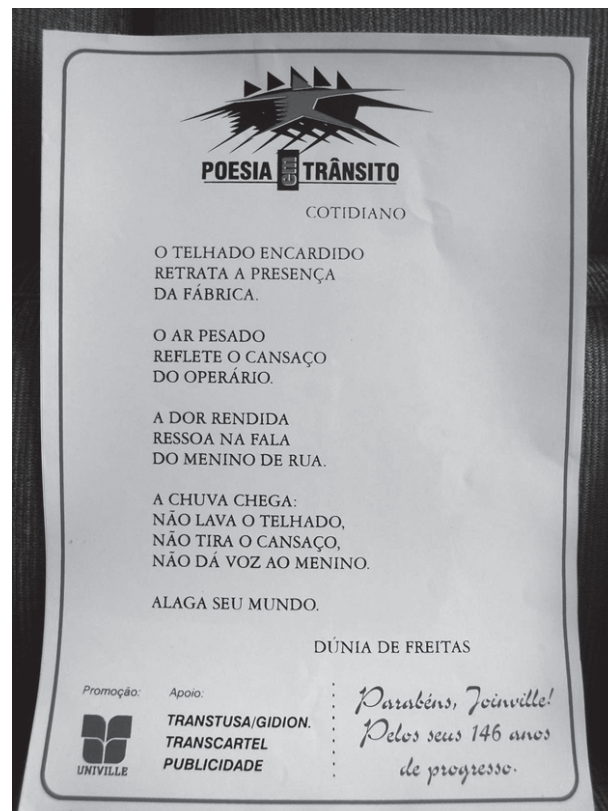 POESIA em TRÂNSITO
COTIDIANO
O TELHADO ENCARDIDO
RETRATA A PRESENÇA
DA FÁBRICA.
O AR PESADO
REFLETE O CANSAÇO
DO OPERÁRIO.
A DOR RENDIDA
RESSOA NA FALA
DO MENINO DE RUA.
A CHUVA CHEGA:
NÃO LAVA O TELHADO,
NÃO TIRA O CANSAÇO,
NÃO DÁ VOZ AO MENINO.
ALAGA SEU MUNDO.
DÚNIA DE FREITAS
Promoção:
UNIVILLE
Apoio:
TRANSTUSA/GIDION.
TRANSCARTEL
PUBLICIDADE
Parabéns, Joinville!
Pelos seus 146 anos
de progresso.